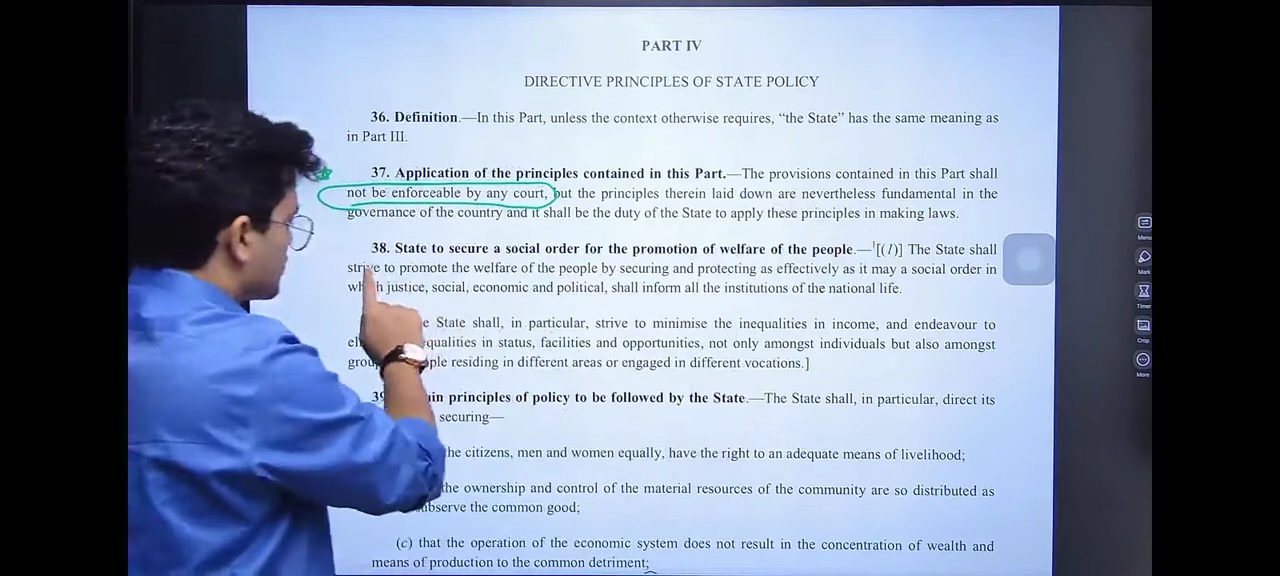 PART IV
DIRECTIVE PRINCIPLES OF STATE POLICY
36. Definition.—In this Part, unless the context otherwise requires, “the State” has the same meaning as
in Part III.
37. Application of the principles contained in this Part.—The provisions contained in this Part shall
not be enforceable by any court, but the principles therein laid down are nevertheless fundamental in the
governance of the country and it shall be the duty of the State to apply these principles in making laws.
38. State to secure a social order for the promotion of welfare of the people.—¹[(1)] The State shall
strive to promote the welfare of the people by securing and protecting as effectively as it may a social order in
which justice, social, economic and political, shall inform all the institutions of the national life.
State shall, in particular, strive to minimise the inequalities in income, and endeavour to
qualities in status, facilities and opportunities, not only amongst individuals but also amongst
ple residing in different areas or engaged in different vocations.]
39 in principles of policy to be followed by the State.—The State shall, in particular, direct its
securing—
he citizens, men and women equally, have the right to an adequate means of livelihood;
he ownership and control of the material resources of the community are so distributed as
bserve the common good;
(c) that the operation of the economic system does not result in the concentration of wealth and
means of production to the common detriment;
Menu
Mark
Timer
Crop
More